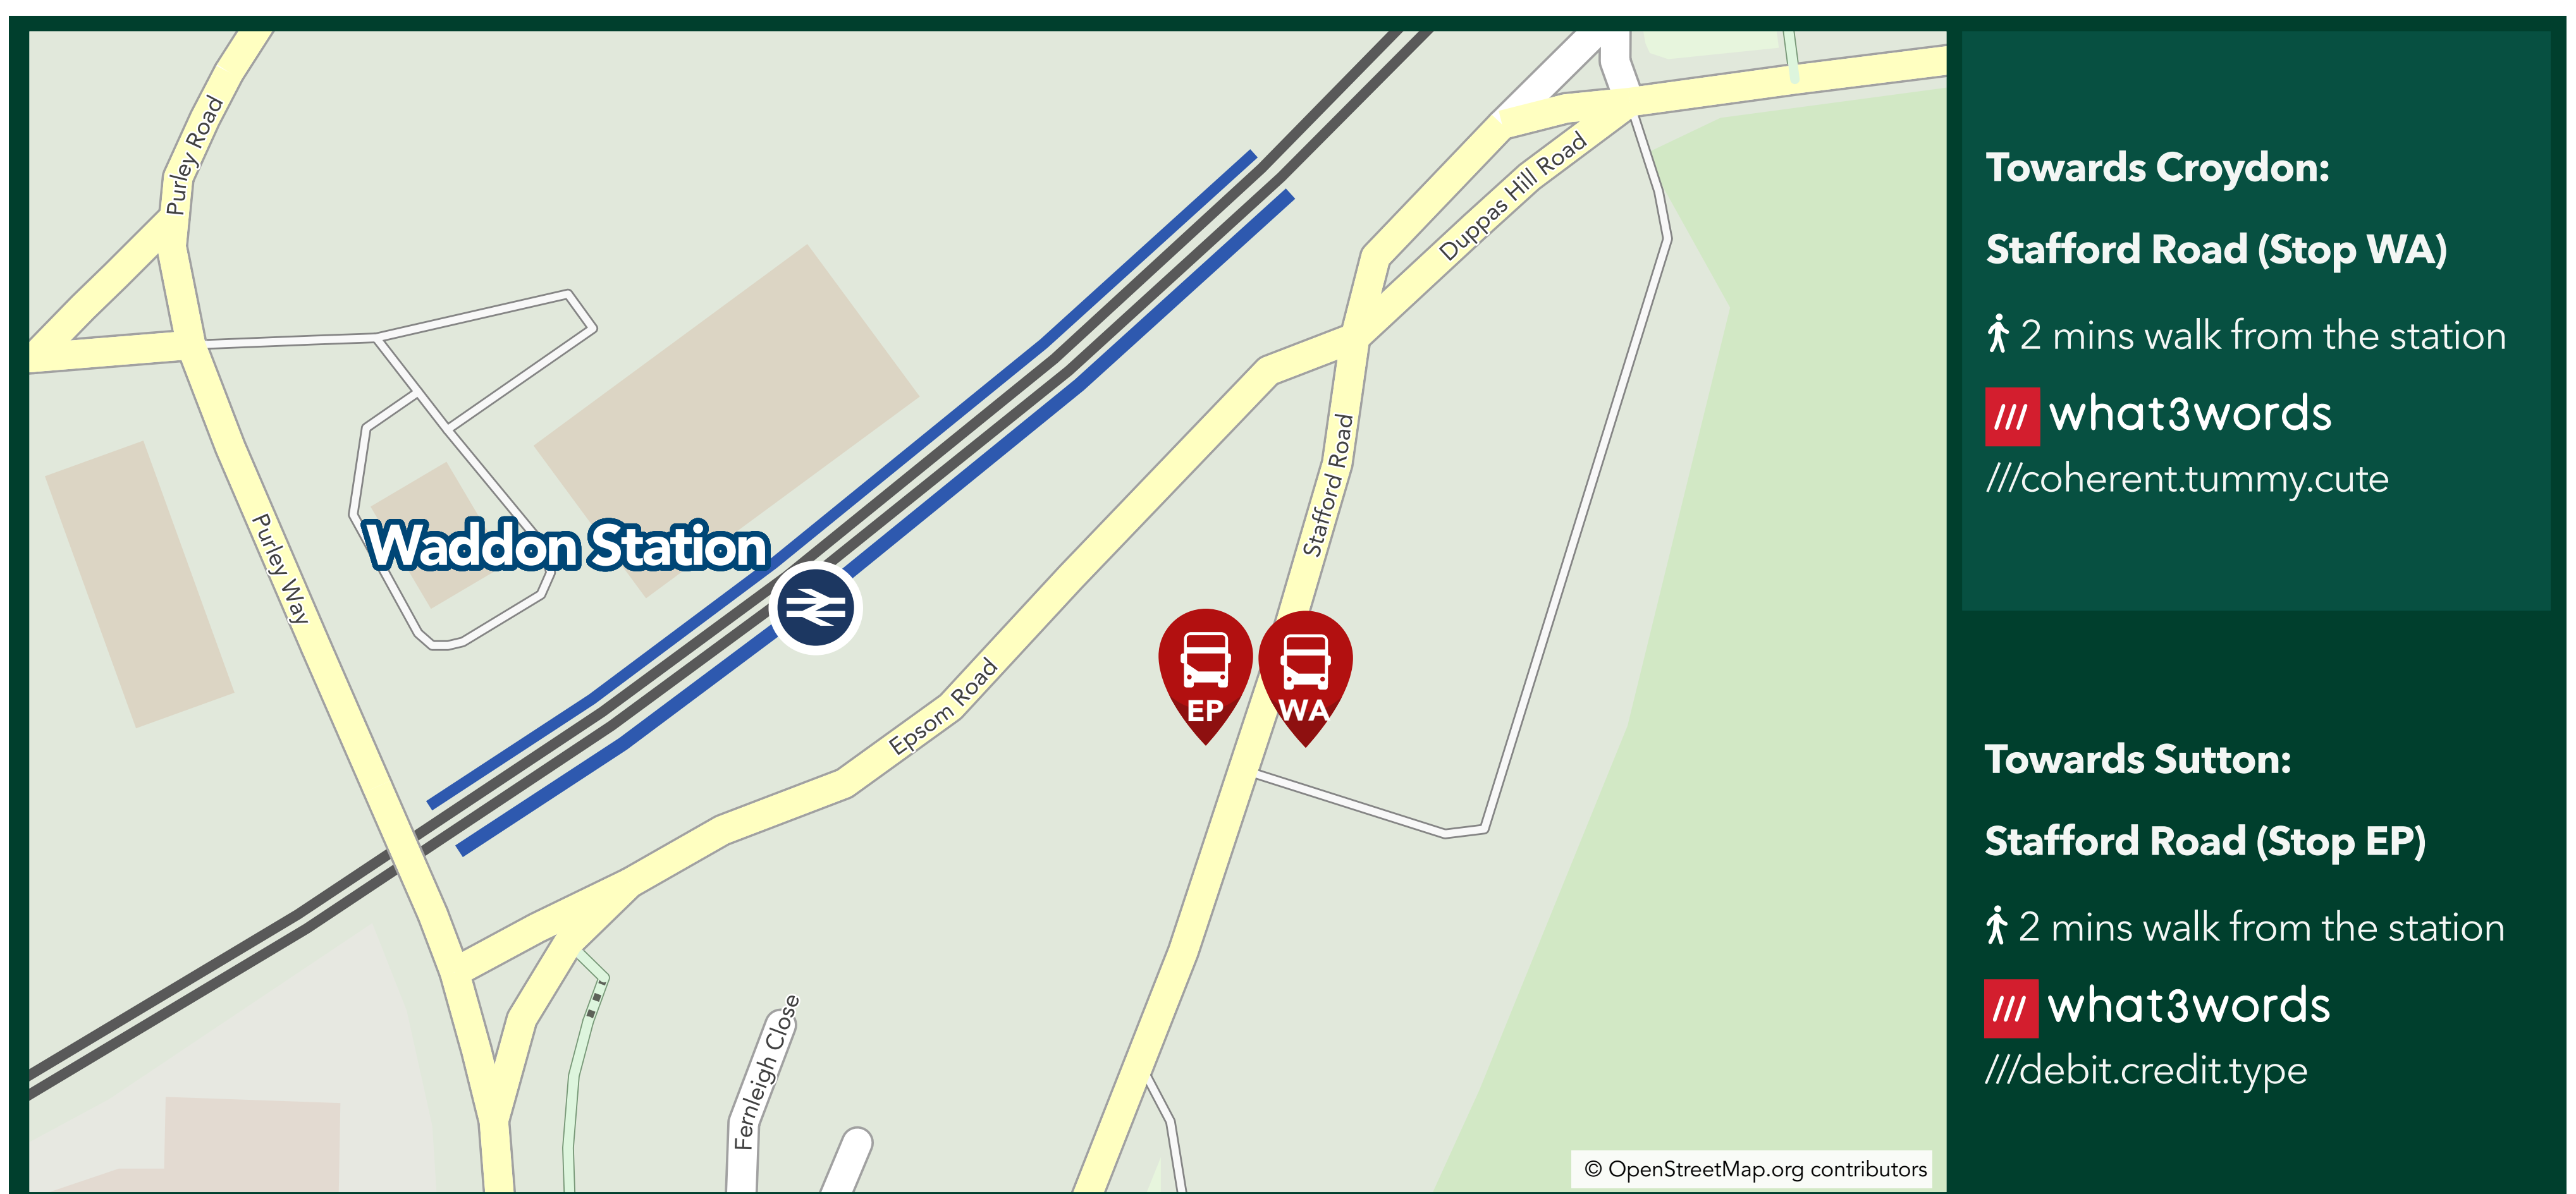 Purley Road
Duppas Hill Road
Stafford Road
Purley Way
Waddon Station
Epsom Road
EP
WA
Fernleigh Close
© OpenStreetMap.org contributors
Towards Croydon:
Stafford Road (Stop WA)
2 mins walk from the station
/// what3words
///coherent.tummy.cute
Towards Sutton:
Stafford Road (Stop EP)
2 mins walk from the station
/// what3words
///debit.credit.type